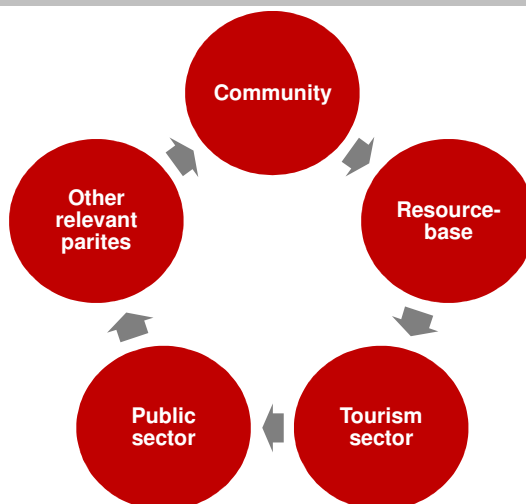 Community
Resource-
base
Tourism
sector
Public
sector
Other
relevant
parites